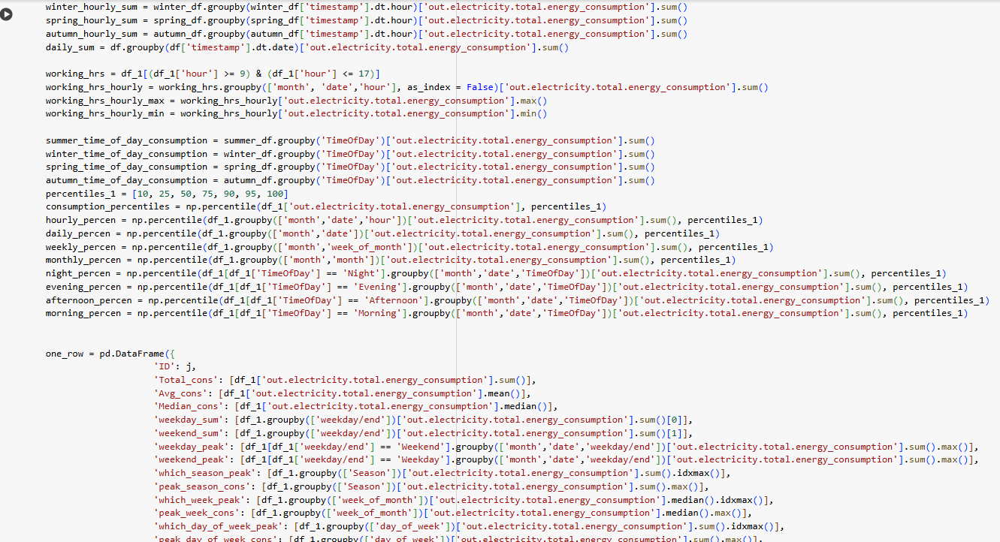 winter_hourly_sum = winter_df.groupby(winter_df['timestamp'].dt.hour)['out.electricity.total.energy_consumption'].sum()
spring_hourly_sum = spring_df.groupby(spring_df['timestamp'].dt.hour)['out.electricity.total.energy_consumption'].sum()
autumn_hourly_sum = autumn_df.groupby(autumn_df['timestamp'].dt.hour)['out.electricity.total.energy_consumption'].sum()
daily_sum = df.groupby(df['timestamp'].dt.date)['out.electricity.total.energy_consumption'].sum()
working_hrs = df_1[(df_1['hour'] >= 9) & (df_1['hour'] <= 17)]
working_hrs_hourly = working_hrs.groupby(['month', 'date','hour'], as_index = False)['out.electricity.total.energy_consumption'].sum()
working_hrs_hourly_max = working_hrs_hourly['out.electricity.total.energy_consumption'].max()
working_hrs_hourly_min = working_hrs_hourly['out.electricity.total.energy_consumption'].min()
summer_time_of_day_consumption = summer_df.groupby('TimeOfDay')['out.electricity.total.energy_consumption'].sum()
winter_time_of_day_consumption = winter_df.groupby('TimeOfDay')['out.electricity.total.energy_consumption'].sum()
spring_time_of_day_consumption = spring_df.groupby('TimeOfDay')['out.electricity.total.energy_consumption'].sum()
autumn_time_of_day_consumption = autumn_df.groupby('TimeOfDay')['out.electricity.total.energy_consumption'].sum()
percentiles_1 = [10, 25, 50, 75, 90, 95, 100]
consumption_percentiles = np.percentile(df_1['out.electricity.total.energy_consumption'], percentiles_1)
hourly_percen = np.percentile(df_1.groupby(['month','date','hour'])['out.electricity.total.energy_consumption'].sum(), percentiles_1)
daily_percen = np.percentile(df_1.groupby(['month','date'])['out.electricity.total.energy_consumption'].sum(), percentiles_1)
weekly_percen = np.percentile(df_1.groupby(['month','week_of_month'])['out.electricity.total.energy_consumption'].sum(), percentiles_1)
monthly_percen = np.percentile(df_1.groupby(['month','month'])['out.electricity.total.energy_consumption'].sum(), percentiles_1)
night_percen = np.percentile(df_1[df_1['TimeOfDay'] == 'Night'].groupby(['month','date','TimeOfDay'])['out.electricity.total.energy_consumption'].sum(), percentiles_1)
evening_percen = np.percentile(df_1[df_1['TimeOfDay'] == 'Evening'].groupby(['month','date','TimeOfDay'])['out.electricity.total.energy_consumption'].sum(), percentiles_1)
afternoon_percen = np.percentile(df_1[df_1['TimeOfDay'] == 'Afternoon'].groupby(['month','date','TimeOfDay'])['out.electricity.total.energy_consumption'].sum(), percentiles_1)
morning_percen = np.percentile(df_1[df_1['TimeOfDay'] == 'Morning'].groupby(['month','date','TimeOfDay'])['out.electricity.total.energy_consumption'].sum(), percentiles_1)
one_row = pd.DataFrame({
'ID': j,
'Total_cons': [df_1['out.electricity.total.energy_consumption'].sum()],
'Avg_cons': [df_1['out.electricity.total.energy_consumption'].mean()],
'Median_cons': [df_1['out.electricity.total.energy_consumption'].median()],
'weekday_sum': [df_1.groupby(['weekday/end'])['out.electricity.total.energy_consumption'].sum()[0]],
'weekend_sum': [df_1.groupby(['weekday/end'])['out.electricity.total.energy_consumption'].sum()[1]],
'weekday_peak': [df_1[df_1['weekday/end'] == 'Weekend'].groupby(['month','date','weekday/end'])['out.electricity.total.energy_consumption'].sum().max()],
'weekend_peak': [df_1[df_1['weekday/end'] == 'Weekday'].groupby(['month','date','weekday/end'])['out.electricity.total.energy_consumption'].sum().max()],
'which_season_peak': [df_1.groupby(['Season'])['out.electricity.total.energy_consumption'].sum().idxmax()],
'peak_season_cons': [df_1.groupby(['Season'])['out.electricity.total.energy_consumption'].sum().max()],
'which_week_peak': [df_1.groupby(['week_of_month'])['out.electricity.total.energy_consumption'].median().idxmax()],
'peak_week_cons': [df_1.groupby(['week_of_month'])['out.electricity.total.energy_consumption'].median().max()],
'which_day_of_week_peak': [df_1.groupby(['day_of_week'])['out.electricity.total.energy_consumption'].sum().idxmax()],
'peak_day_of_week_cons': [df_1.groupby(['day_of_week'])['out.electricity.total.energy_consumption'].sum().max()],